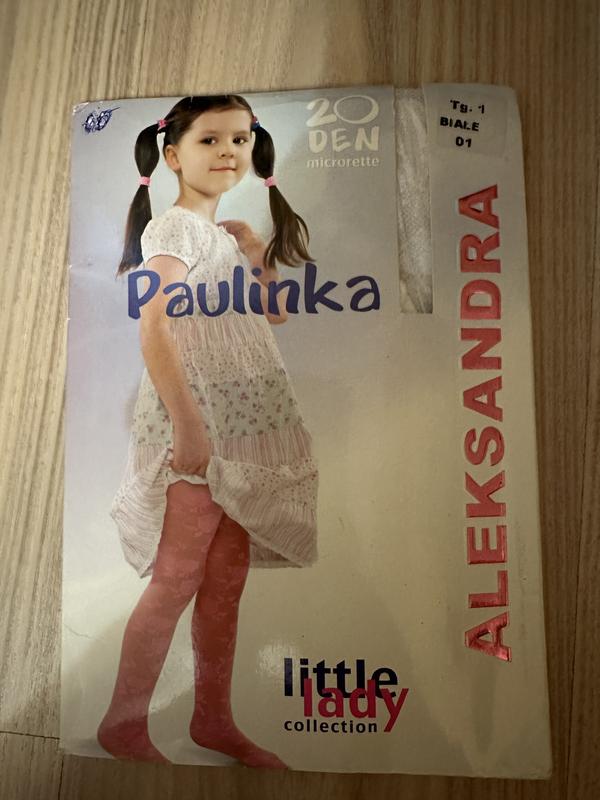 20
DEN
microrette
Tg. 1
BIAŁE
01
Paulinka
ALEKSANDRA
little
lady
collection